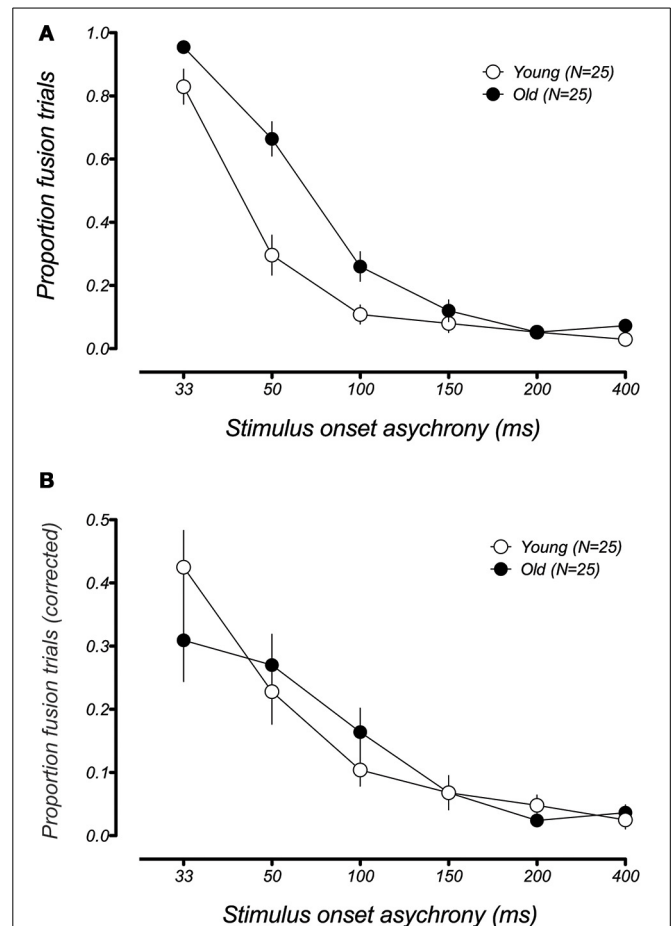 A
1.0
0.8
0.6
0.4
0.2
0.0
Proportion fusion trials
Young (N=25)
Old (N=25)
33 50 100 150 200 400
Stimulus onset asychrony (ms)
B
0.5
0.4
0.3
0.2
0.1
0.0
Proportion fusion trials (corrected)
Young (N=25)
Old (N=25)
33 50 100 150 200 400
Stimulus onset asychrony (ms)